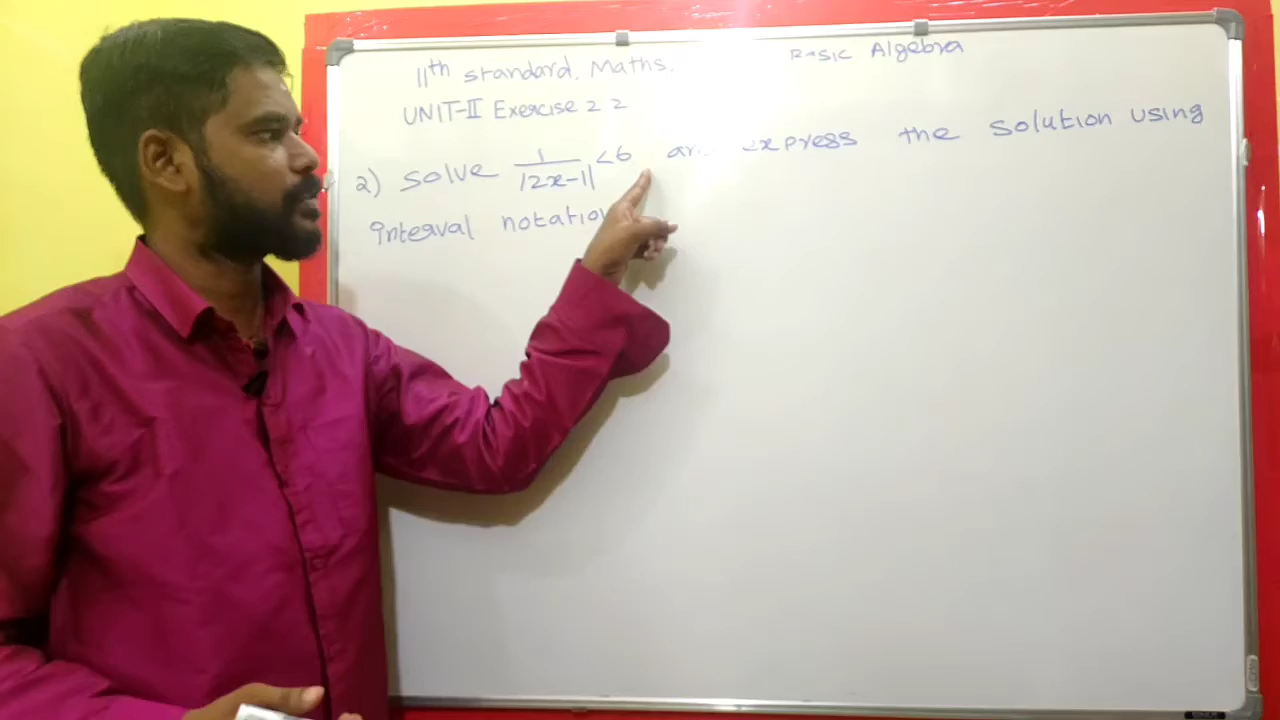 11th Standard. Maths.
Basic Algebra
UNIT-II Exercise 2 2
2) Solve 1/|2x-1| <6 express the solution using
interval notation